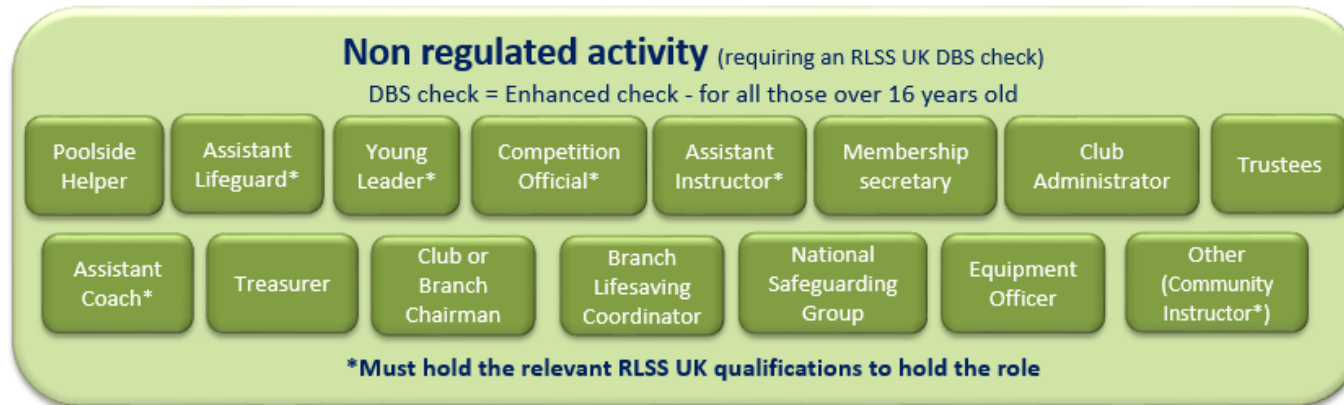 Non regulated activity (requiring an RLSS UK DBS check)
DBS check = Enhanced check - for all those over 16 years old
Poolside
Helper
Assistant
Lifeguard*
Young
Leader*
Competition
Official*
Assistant
Instructor*
Membership
secretary
Club
Administrator
Trustees
Assistant
Coach*
Treasurer
Club or
Branch
Chairman
Branch
Lifesaving
Coordinator
National
Safeguarding
Group
Equipment
Officer
Other
(Community
Instructor*)
*Must hold the relevant RLSS UK qualifications to hold the role